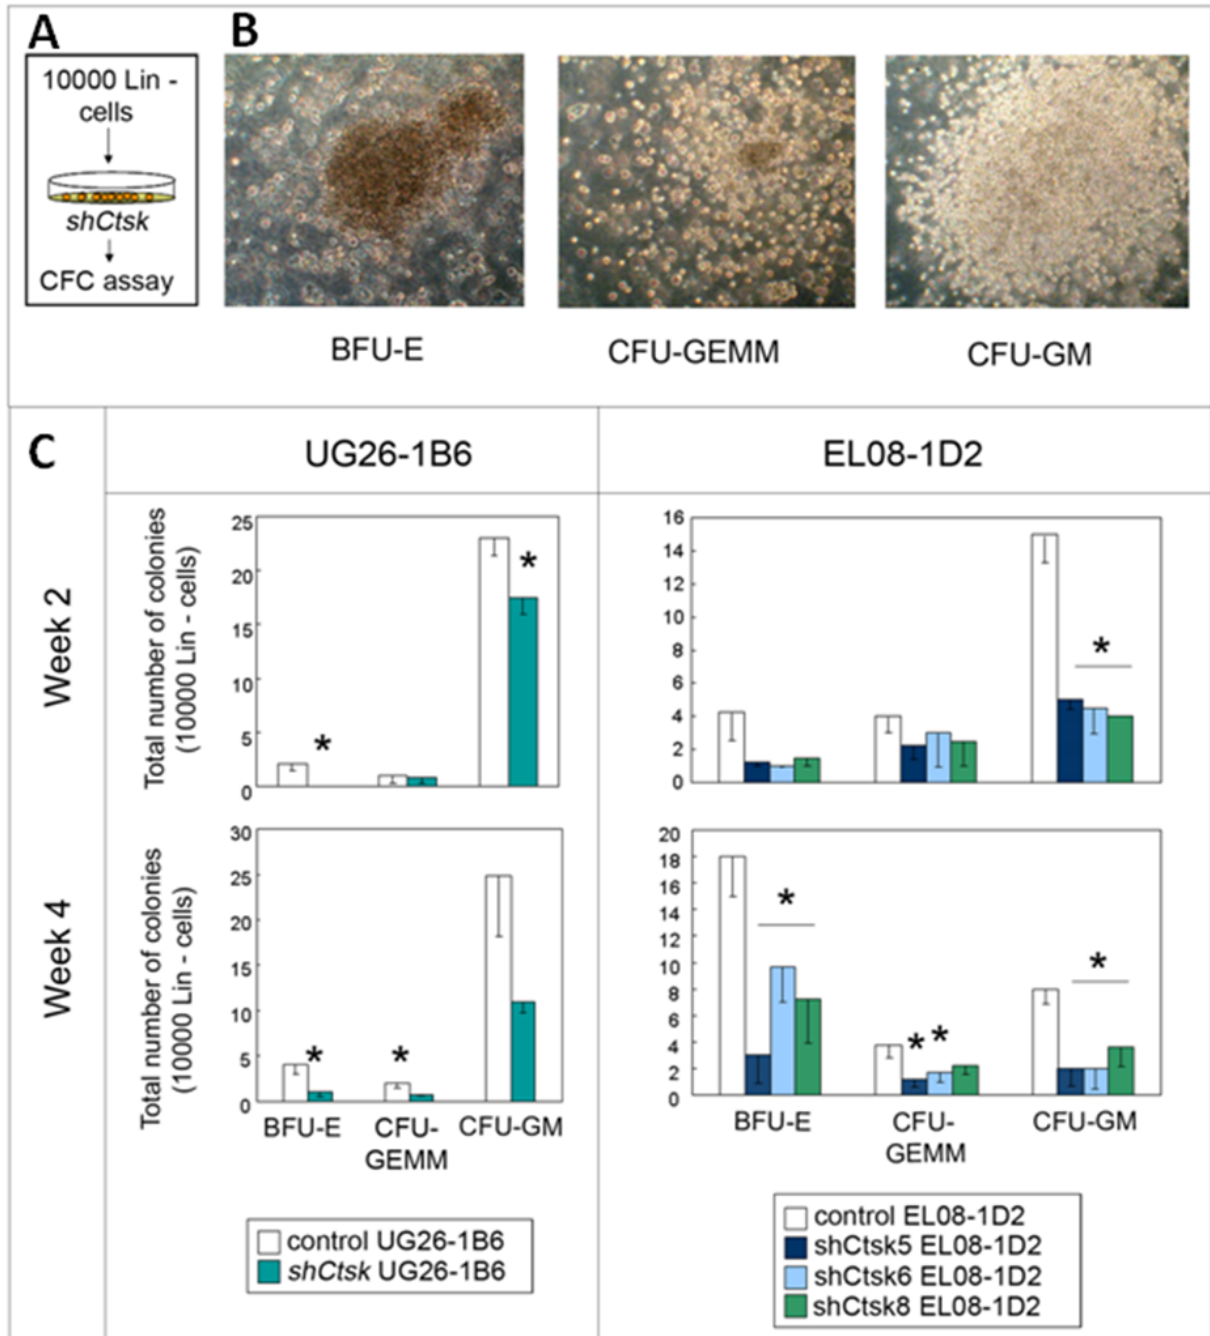 A
10000 Lin -
cells
shCtsk
CFC assay
B
BFU-E
CFU-GEMM
CFU-GM
C
UG26-1B6
EL08-1D2
Week 2
Total number of colonies
(10000 Lin - cells)
25
20
15
10
5
0
*
*
16
14
12
10
8
6
4
2
0
*
Week 4
Total number of colonies
(10000 Lin - cells)
30
25
20
15
10
5
0
*
*
BFU-E
CFU-
GEMM
CFU-GM
20
18
16
14
12
10
8
6
4
2
0
*
* *
*
BFU-E
CFU-
GEMM
CFU-GM
control UG26-1B6
shCtsk UG26-1B6
control EL08-1D2
shCtsk5 EL08-1D2
shCtsk6 EL08-1D2
shCtsk8 EL08-1D2